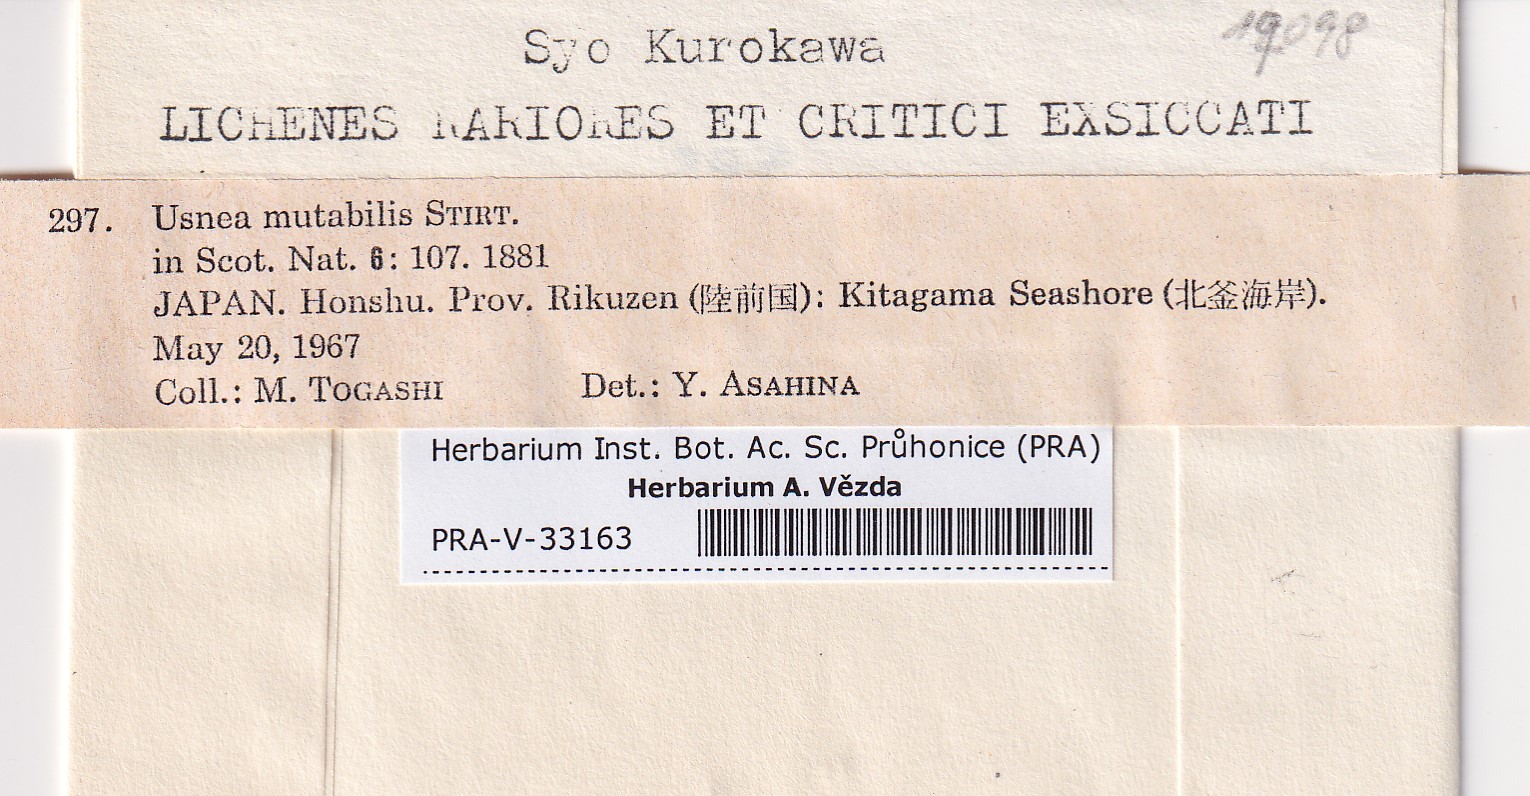 Syo Kurokawa
LICHENES RARIORES ET CRITICI EXSICCATI
297. Usnea mutabilis STIRT.
in Scot. Nat. 6: 107. 1881
JAPAN. Honshu. Prov. Rikuzen (陸前国): Kitagama Seashore (北釜海岸).
May 20, 1967
Coll.: M. TOGASHI Det.: Y. ASAHINA
Herbarium Inst. Bot. Ac. Sc. Průhonice (PRA)
Herbarium A. Vězda
PRA-V-33163